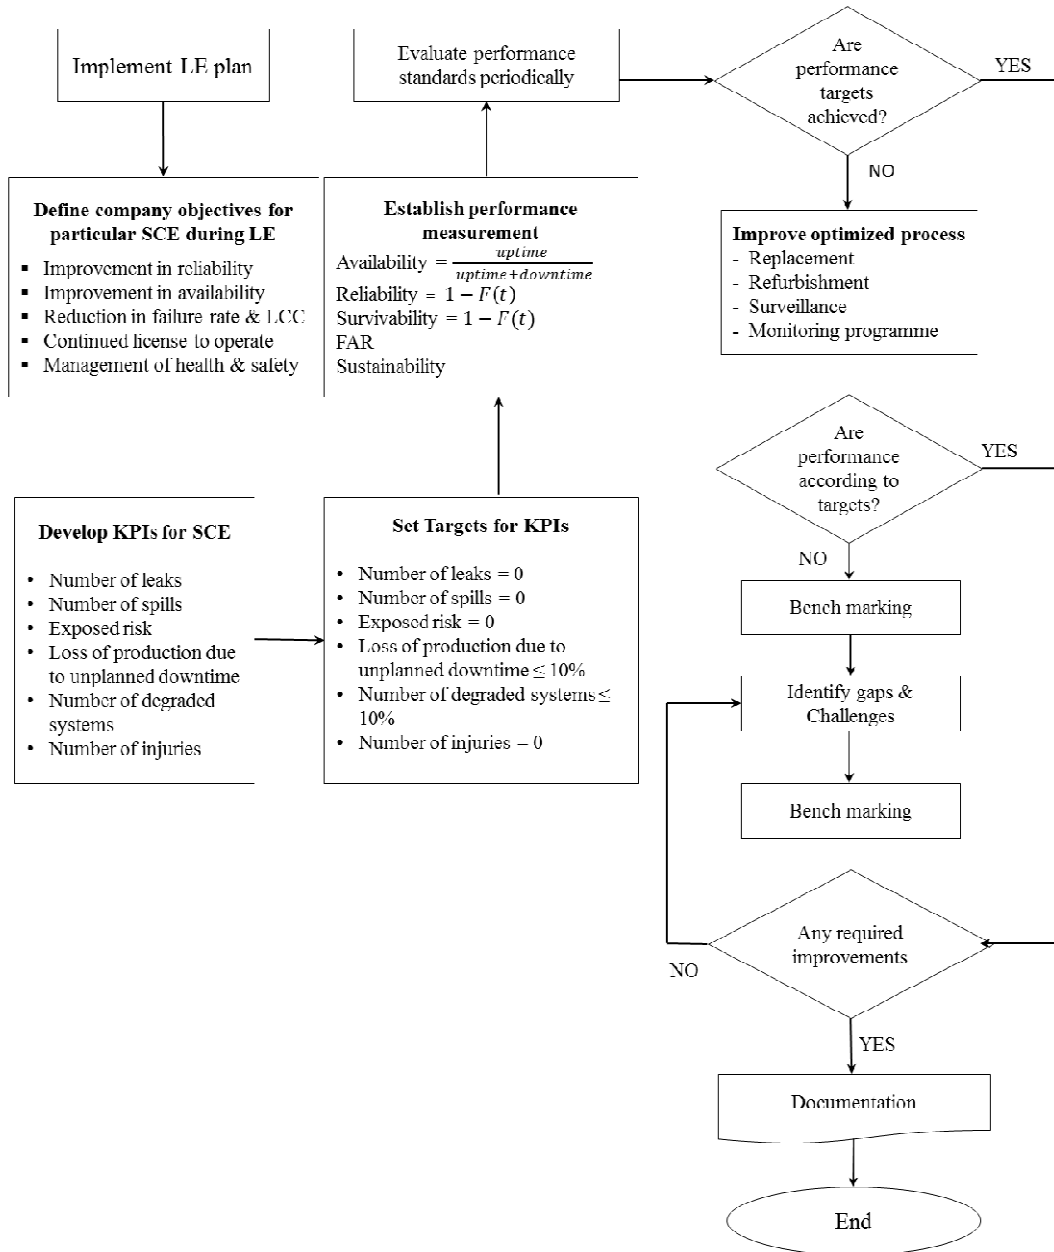 Implement LE plan
Define company objectives for
particular SCE during LE
▪ Improvement in reliability
▪ Improvement in availability
▪ Reduction in failure rate & LCC
▪ Continued license to operate
▪ Management of health & safety
Develop KPIs for SCE
• Number of leaks
• Number of spills
• Exposed risk
• Loss of production due
to unplanned downtime
• Number of degraded
systems
• Number of injuries
Set Targets for KPIs
• Number of leaks = 0
• Number of spills = 0
• Exposed risk = 0
• Loss of production due to
unplanned downtime ≤ 10%
• Number of degraded systems ≤
10%
• Number of injuries = 0
Establish performance
measurement
Availability = uptime / uptime+downtime
Reliability = 1 − F(t)
Survivability = 1 − F(t)
FAR
Sustainability
Evaluate performance
standards periodically
Are
performance
targets
achieved?
YES
NO
Improve optimized process
- Replacement
- Refurbishment
- Surveillance
- Monitoring programme
Are
performance
according to
targets?
YES
NO
Bench marking
Identify gaps &
Challenges
Bench marking
Any required
improvements
NO
YES
Documentation
End